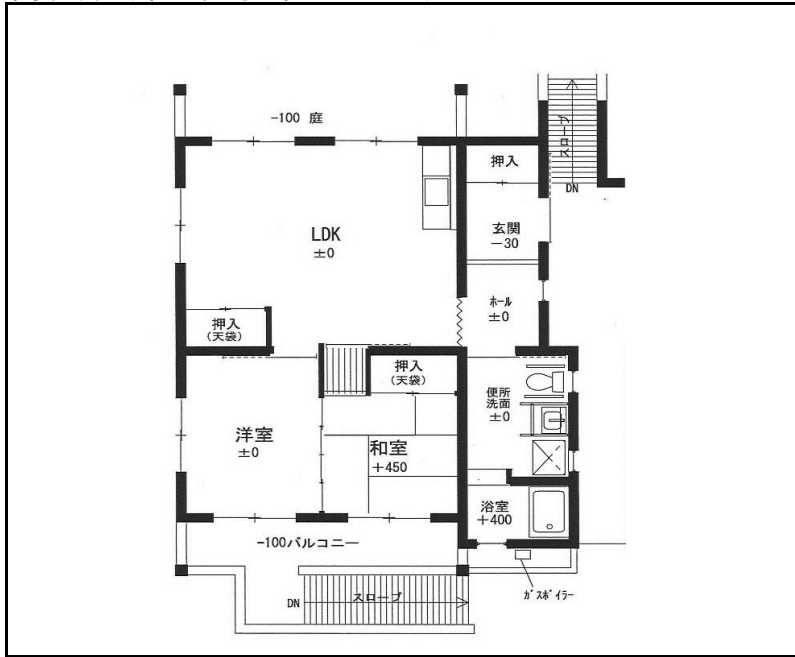 -100 庭
スロープ
DN
押入
玄関
-30
LDK
±0
ホール
±0
押入
(天袋)
押入
(天袋)
便所
洗面
±0
洋室
±0
和室
+450
浴室
+400
-100バルコニー
DN
スロープ
ガスボイラー